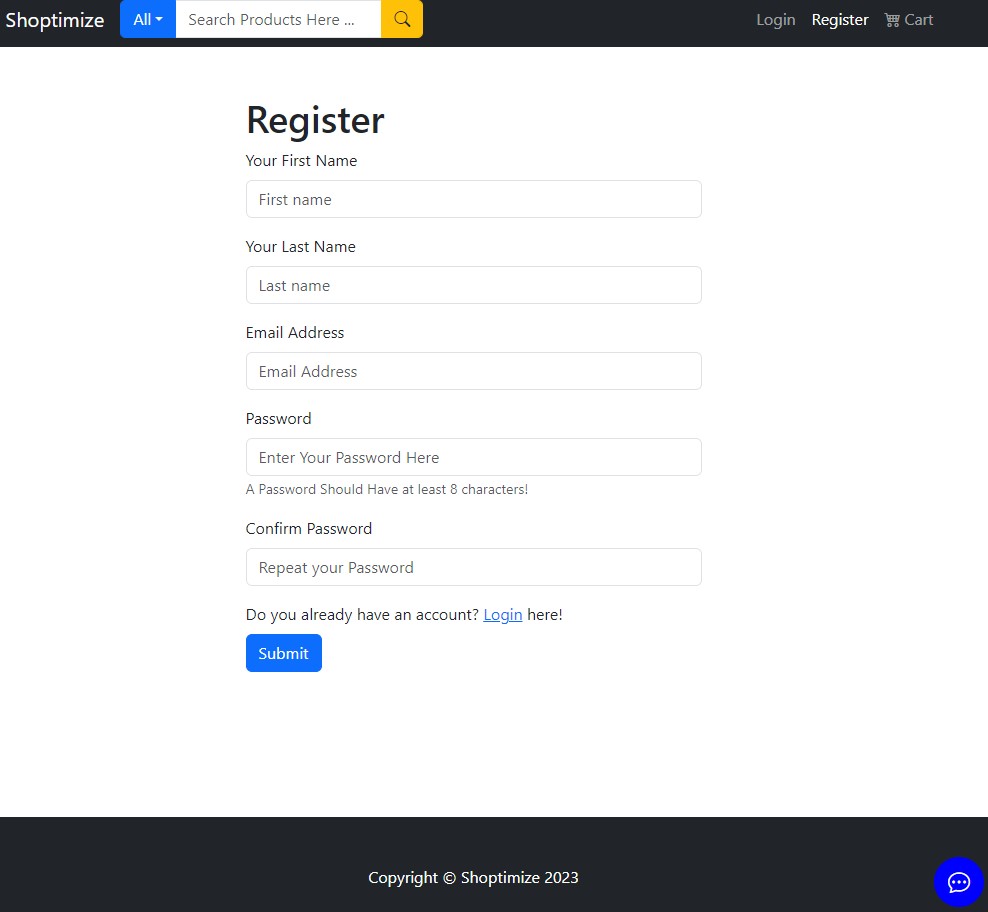 Shoptimize All Search Products Here ... Login Register Cart
Register
Your First Name
First name
Your Last Name
Last name
Email Address
Email Address
Password
Enter Your Password Here
A Password Should Have at least 8 characters!
Confirm Password
Repeat your Password
Do you already have an account? Login here!
Submit
Copyright © Shoptimize 2023